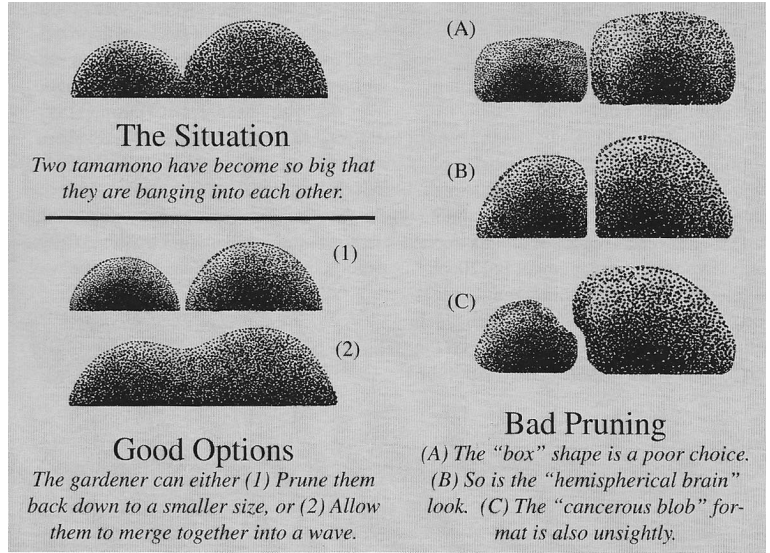 The Situation
Two tamamono have become so big that
they are banging into each other.
(1)
(2)
Good Options
The gardener can either (1) Prune them
back down to a smaller size, or (2) Allow
them to merge together into a wave.
(A)
(B)
(C)
Bad Pruning
(A) The “box” shape is a poor choice.
(B) So is the “hemispherical brain”
look. (C) The “cancerous blob” for-
mat is also unsightly.